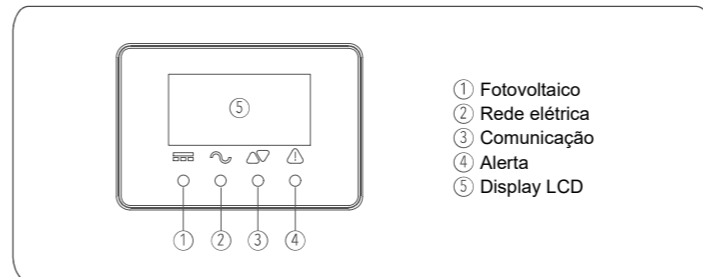 ⑤
① ② ③ ④
① Fotovoltaico
② Rede elétrica
③ Comunicação
④ Alerta
⑤ Display LCD